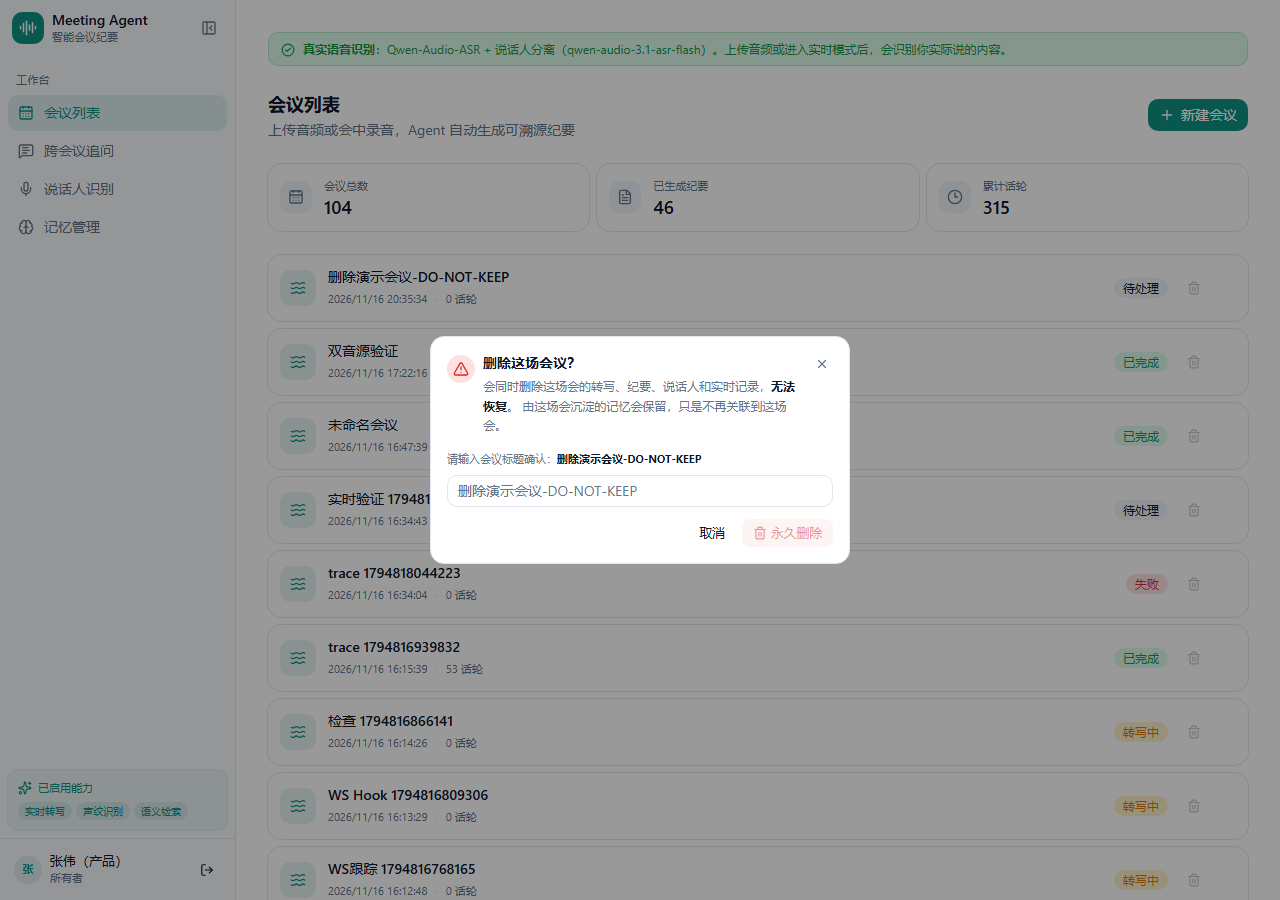 Meeting Agent
智能会议纪要
工作台
会议列表
跨会议追问
说话人识别
记忆管理
已启用能力
实时转写 声纹识别 语义检索
张
张伟（产品）
所有者
真实语音识别：Qwen-Audio-ASR + 说话人分离（qwen-audio-3.1-asr-flash）。上传音频或进入实时模式后，会识别你实际说的内容。
会议列表
上传音频或会中录音，Agent 自动生成可溯源纪要
新建会议
会议总数
104
已生成纪要
46
累计话轮
315
删除演示会议-DO-NOT-KEEP
2026/11/16 20:35:34 · 0 话轮
待处理
双音源验证
2026/11/16 17:22:16
已完成
未命名会议
2026/11/16 16:47:39
已完成
实时验证 179481
2026/11/16 16:34:43
待处理
删除这场会议？
会同时删除这场会的转写、纪要、说话人和实时记录，无法
恢复。 由这场会沉淀的记忆会保留，只是不再关联到这场
会。
请输入会议标题确认：删除演示会议-DO-NOT-KEEP
删除演示会议-DO-NOT-KEEP
取消
永久删除
trace 1794818044223
2026/11/16 16:34:04 · 0 话轮
失败
trace 1794816939832
2026/11/16 16:15:39 · 53 话轮
已完成
检查 1794816866141
2026/11/16 16:14:26 · 0 话轮
转写中
WS Hook 1794816809306
2026/11/16 16:13:29 · 0 话轮
转写中
WS跟踪 1794816768165
2026/11/16 16:12:48 · 0 话轮
转写中